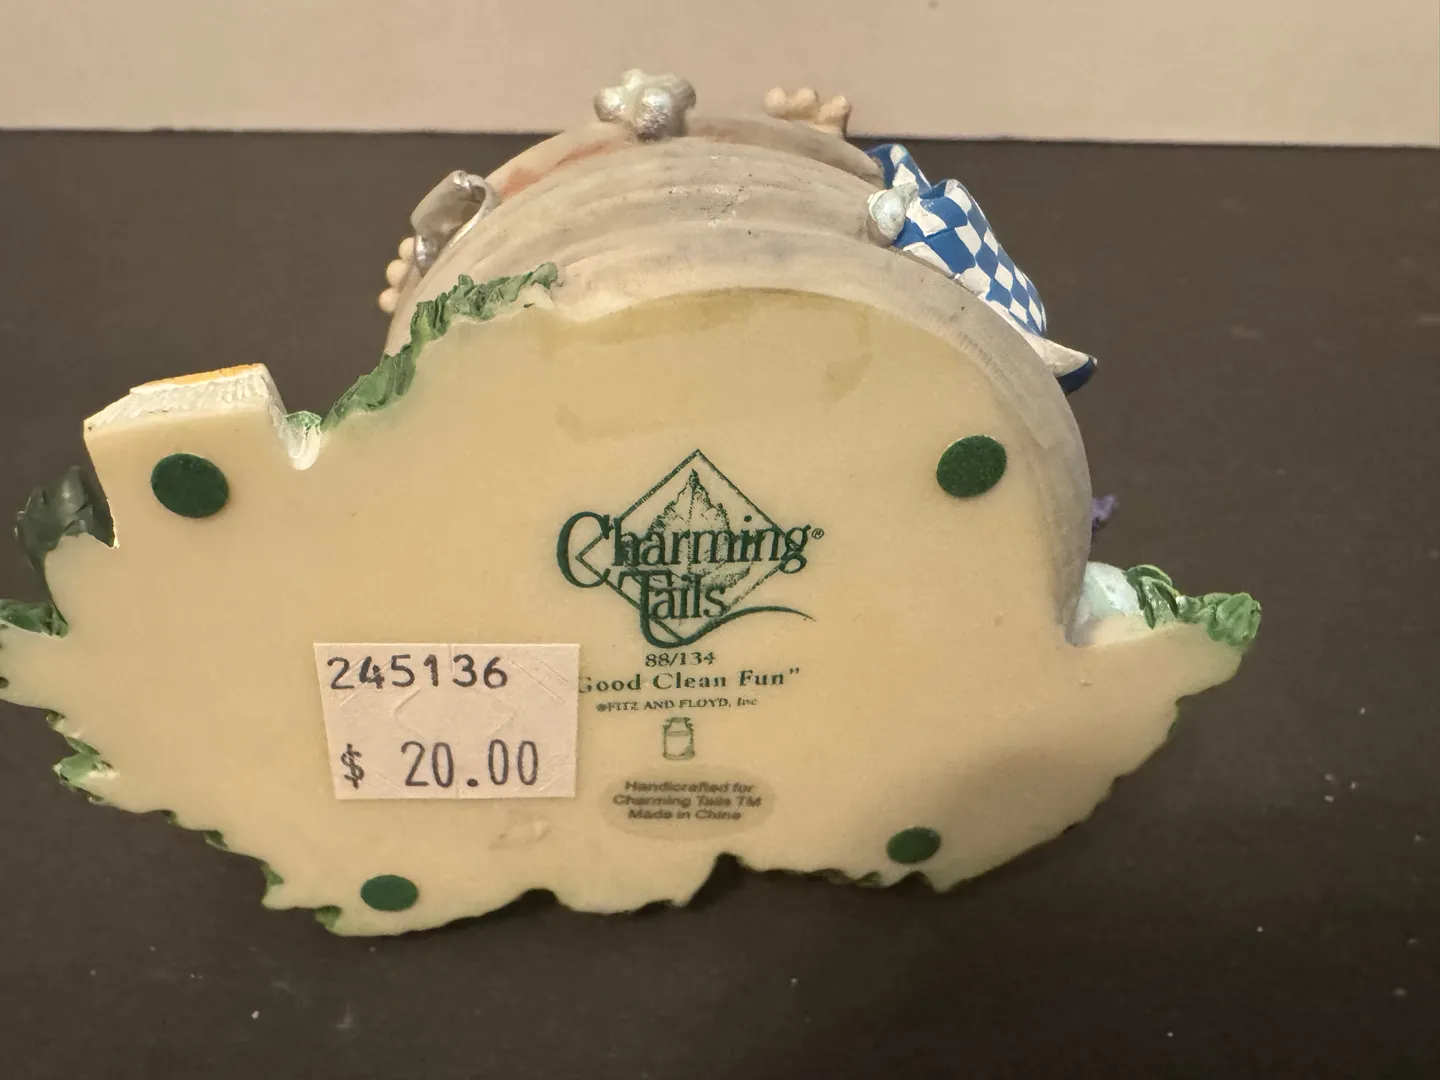 Charming®
Tails
88/134
Good Clean Fun"
©FITZ AND FLOYD, Inc
245136
$ 20.00
Handicrafted for
Charming Tails TM
Made in China